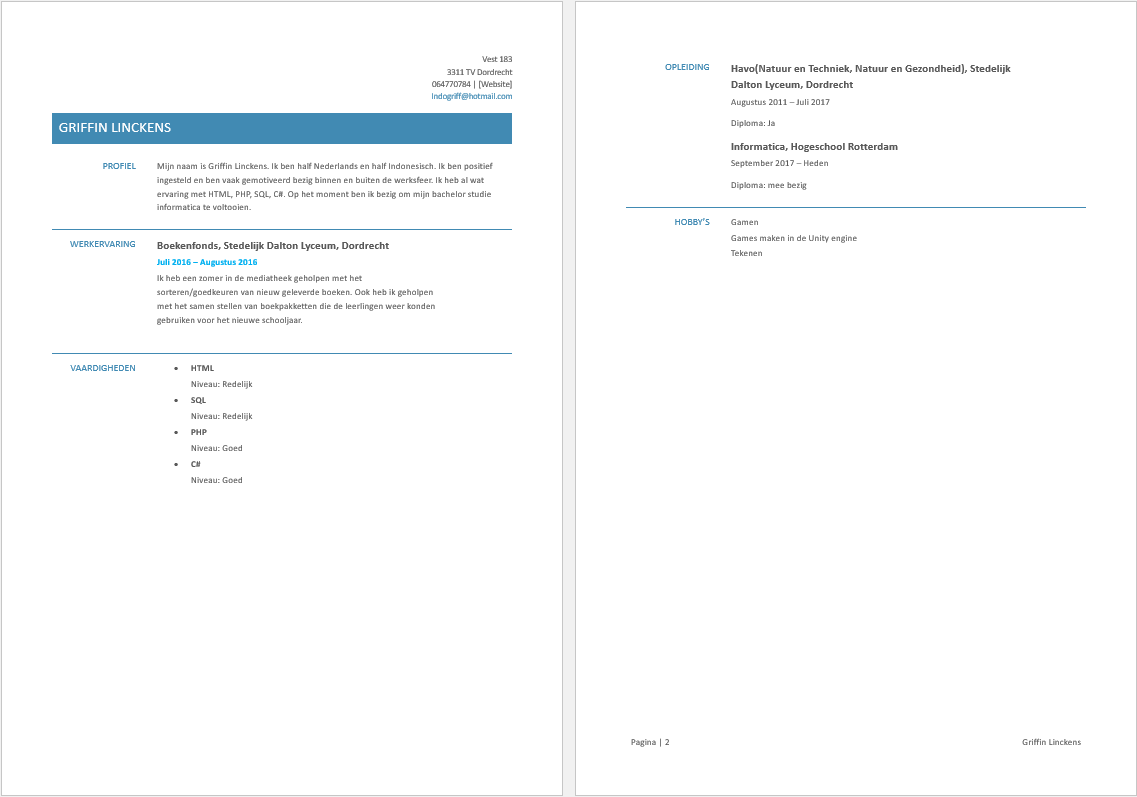 Vest 183
3311 TV Dordrecht
064770784 | [Website]
Indogriff@hotmail.com
GRIFFIN LINCKENS
PROFIEL
Mijn naam is Griffin Linckens. Ik ben half Nederlands en half Indonesisch. Ik ben positief
ingesteld en ben vaak gemotiveerd bezig binnen en buiten de werksfeer. Ik heb al wat
ervaring met HTML, PHP, SQL, C#. Op het moment ben ik bezig om mijn bachelor studie
informatica te voltooien.
WERKERVARING
Boekenfonds, Stedelijk Dalton Lyceum, Dordrecht
Juli 2016 – Augustus 2016
Ik heb een zomer in de mediatheek geholpen met het
sorteren/goedkeuren van nieuw geleverde boeken. Ook heb ik geholpen
met het samen stellen van boekpakketten die de leerlingen weer konden
gebruiken voor het nieuwe schooljaar.
VAARDIGHEDEN
• HTML
Niveau: Redelijk
• SQL
Niveau: Redelijk
• PHP
Niveau: Goed
• C#
Niveau: Goed
OPLEIDING
Havo(Natuur en Techniek, Natuur en Gezondheid), Stedelijk
Dalton Lyceum, Dordrecht
Augustus 2011 – Juli 2017
Diploma: Ja
Informatica, Hogeschool Rotterdam
September 2017 – Heden
Diploma: mee bezig
HOBBY'S
Gamen
Games maken in de Unity engine
Tekenen
Pagina | 2
Griffin Linckens